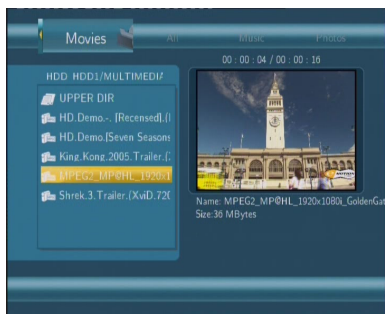 Movies All Music Photos
00 : 00 : 04 / 00 : 00 : 16
HDD HDD1/MULTIMEDIA
UPPER DIR
HD.Demo.-. [Recensed].(
HD.Demo.[Seven Seasons
King.Kong.2005.Trailer.(
MPEG2_MP@HL_1920x1
Shrek.3.Trailer.(XviD.720
Name: MPEG2_MP@HL_1920x1080i_GoldenGat
Size:36 MBytes